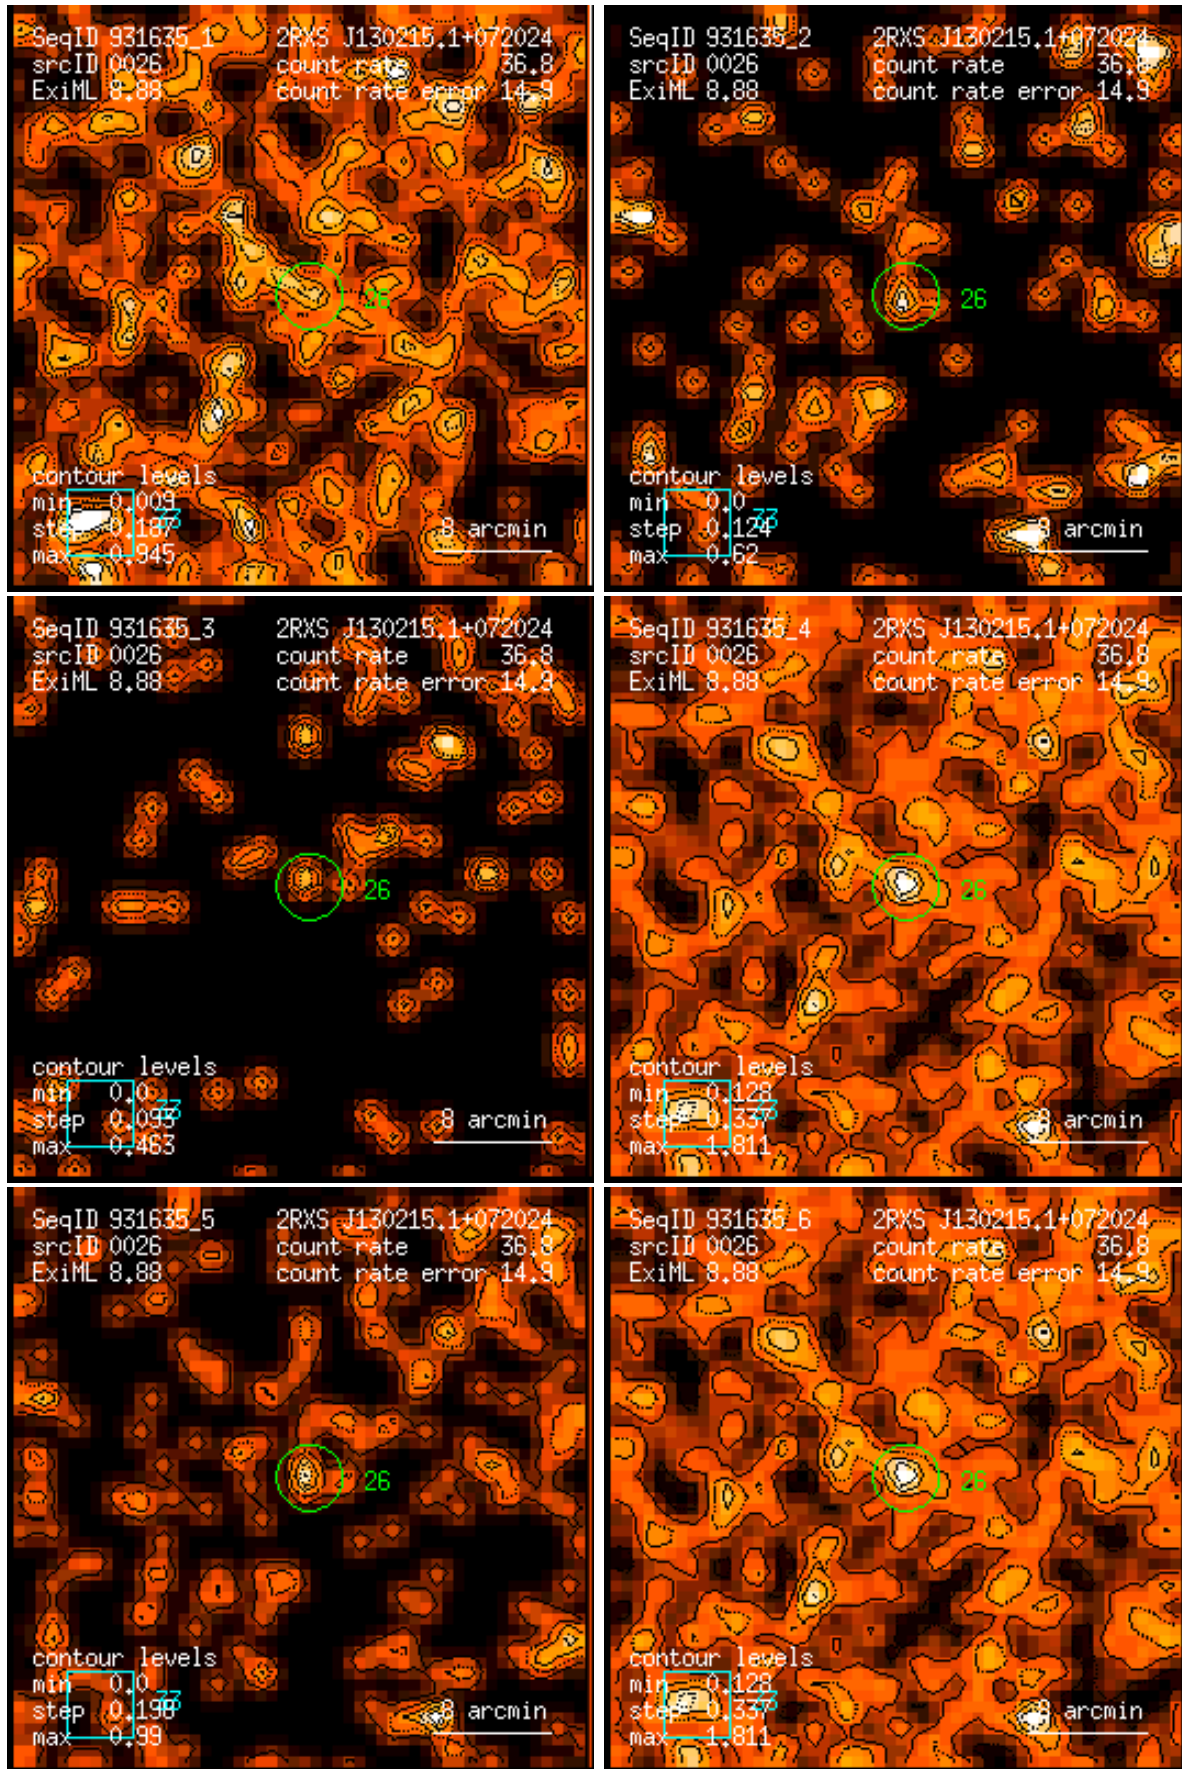 SeqID 931635_1 2RXS J130215.1+072024
srcID 0026 count rate 36.8
ExiML 8.88 count rate error 14.9
26
contour levels
min 0.009
step 0.187 33
8 arcmin
max 0.945
SeqID 931635_2 2RXS J130215.1+072024
srcID 0026 count rate 36.8
ExiML 8.88 count rate error 14.9
26
contour levels
min 0.0
step 0.124 33
8 arcmin
max 0.62
SeqID 931635_3 2RXS J130215.1+072024
srcID 0026 count rate 36.8
ExiML 8.88 count rate error 14.9
26
contour levels
min 0.0
step 0.093 33
8 arcmin
max 0.463
SeqID 931635_4 2RXS J130215.1+072024
srcID 0026 count rate 36.8
ExiML 8.88 count rate error 14.9
26
contour levels
min 0.128
step 0.337 33
8 arcmin
max 1.811
SeqID 931635_5 2RXS J130215.1+072024
srcID 0026 count rate 36.8
ExiML 8.88 count rate error 14.9
26
contour levels
min 0.0
step 0.198 33
8 arcmin
max 0.99
SeqID 931635_6 2RXS J130215.1+072024
srcID 0026 count rate 36.8
ExiML 8.88 count rate error 14.9
26
contour levels
min 0.128
step 0.337 33
8 arcmin
max 1.811